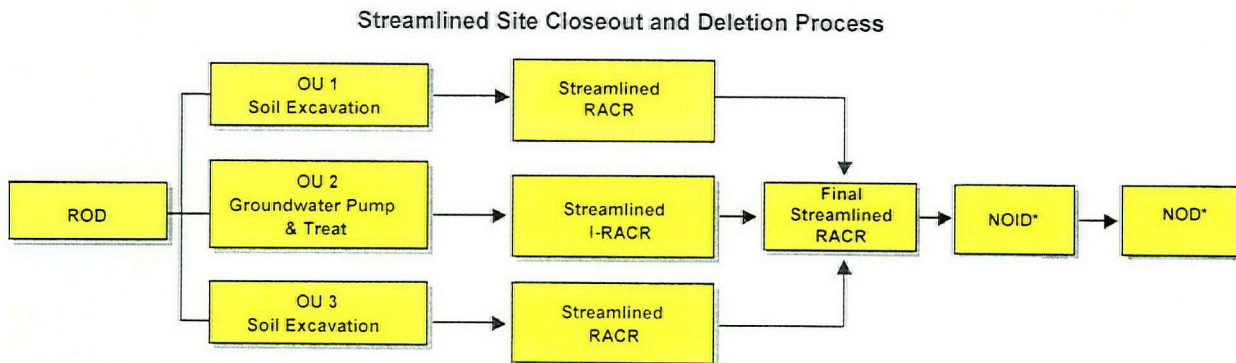 Streamlined Site Closeout and Deletion Process
OU 1
Soil Excavation
Streamlined
RACR
ROD
OU 2
Groundwater Pump
& Treat
Streamlined
I-RACR
Final
Streamlined
RACR
NOID*
NOD*
OU 3
Soil Excavation
Streamlined
RACR